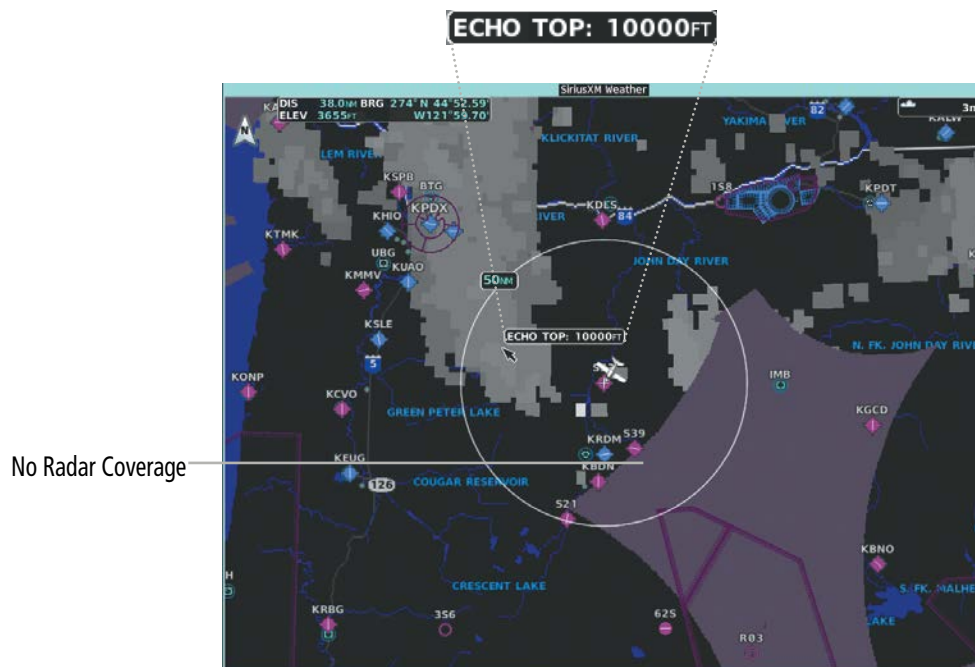 ECHO TOP: 10000FT
SiriusXM Weather
DIS 38.0NM BRG 274° N 44°52.59'
ELEV 3655FT W121°59.70'
KA
82
YAKIMA RIVER
KALW
3n
N
KLICKITAT RIVER
LEM RIVER
KSPB
BTG
1S8
KPDT
KPDX
KDLS
84
IVER
KHIO
KTMK
UBG
KUAO
JOHN DAY RIVER
K
KMMV
50NM
KSLE
ECHO TOP: 10000FT
N. FK. JOHN DAY RIVE
5
IMB
KONP
KCVO
GREEN PETER LAKE
KGCD
S39
KRDM
No Radar Coverage
KEUG
KBDN
126
COUGAR RESERVOIR
S21
KBNO
H
CRESCENT LAKE
S. FK. MALHE
LAKE
KRBG
3S6
62S
R03